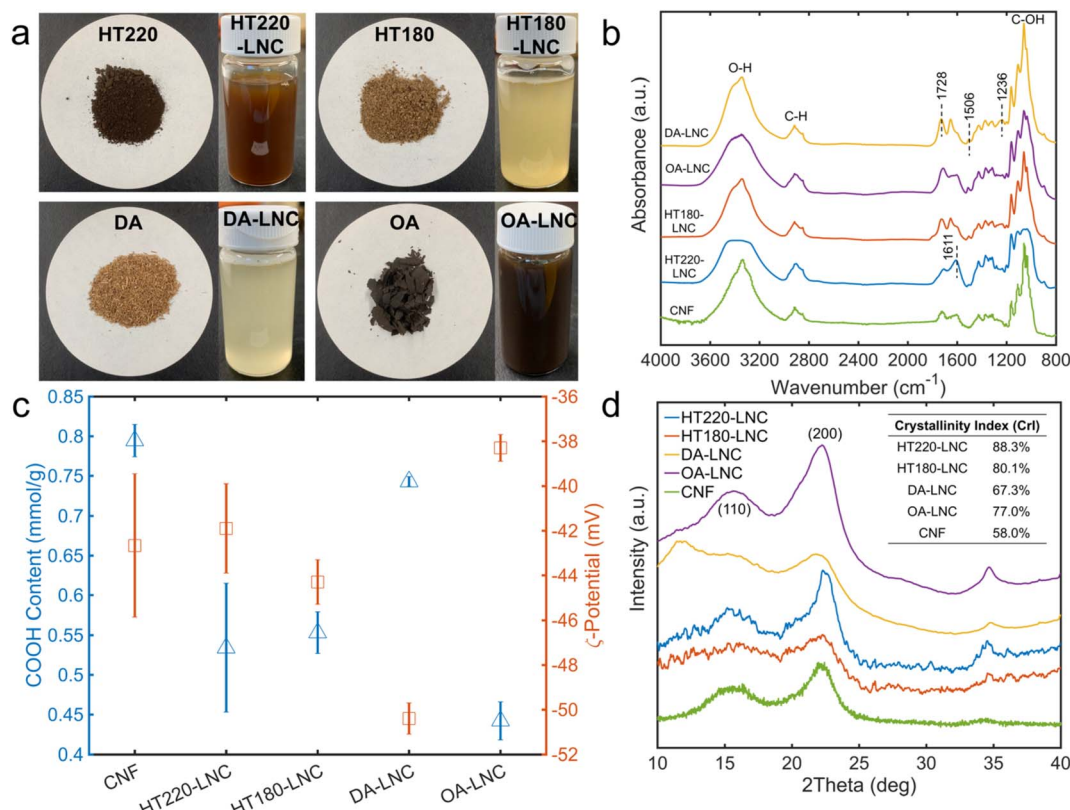 a
HT220
HT220
-LNC
HT180
HT180
-LNC
DA
DA-LNC
OA
OA-LNC
b
C-OH
O-H
C-H
1728
1506
1236
DA-LNC
OA-LNC
HT180-
LNC
1611
HT220-
LNC
CNF
Absorbance (a.u.)
4000 3600 3200 2800 2400 2000 1600 1200 800
Wavenumber (cm⁻¹)
c
0.85
0.8
0.75
0.7
0.65
0.6
0.55
0.5
0.45
0.4
COOH Content (mmol/g)
-36
-38
-40
-42
-44
-46
-48
-50
-52
ζ-Potential (mV)
CNF HT220-LNC HT180-LNC DA-LNC OA-LNC
d
HT220-LNC
HT180-LNC
DA-LNC
OA-LNC
CNF
(110)
(200)
Crystallinity Index (CrI)
HT220-LNC 88.3%
HT180-LNC 80.1%
DA-LNC 67.3%
OA-LNC 77.0%
CNF 58.0%
Intensity (a.u.)
10 15 20 25 30 35 40
2Theta (deg)